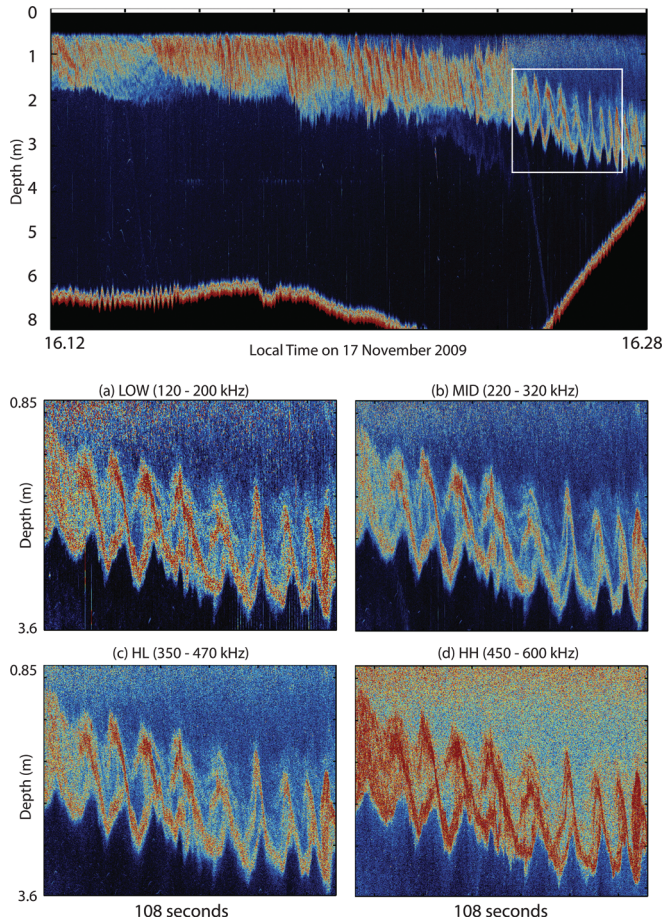 0
1
2
3
4
5
6
8
Depth (m)
16.12
Local Time on 17 November 2009
16.28
(a) LOW (120 - 200 kHz)
(b) MID (220 - 320 kHz)
0.85
Depth (m)
3.6
(c) HL (350 - 470 kHz)
(d) HH (450 - 600 kHz)
0.85
Depth (m)
3.6
108 seconds
108 seconds